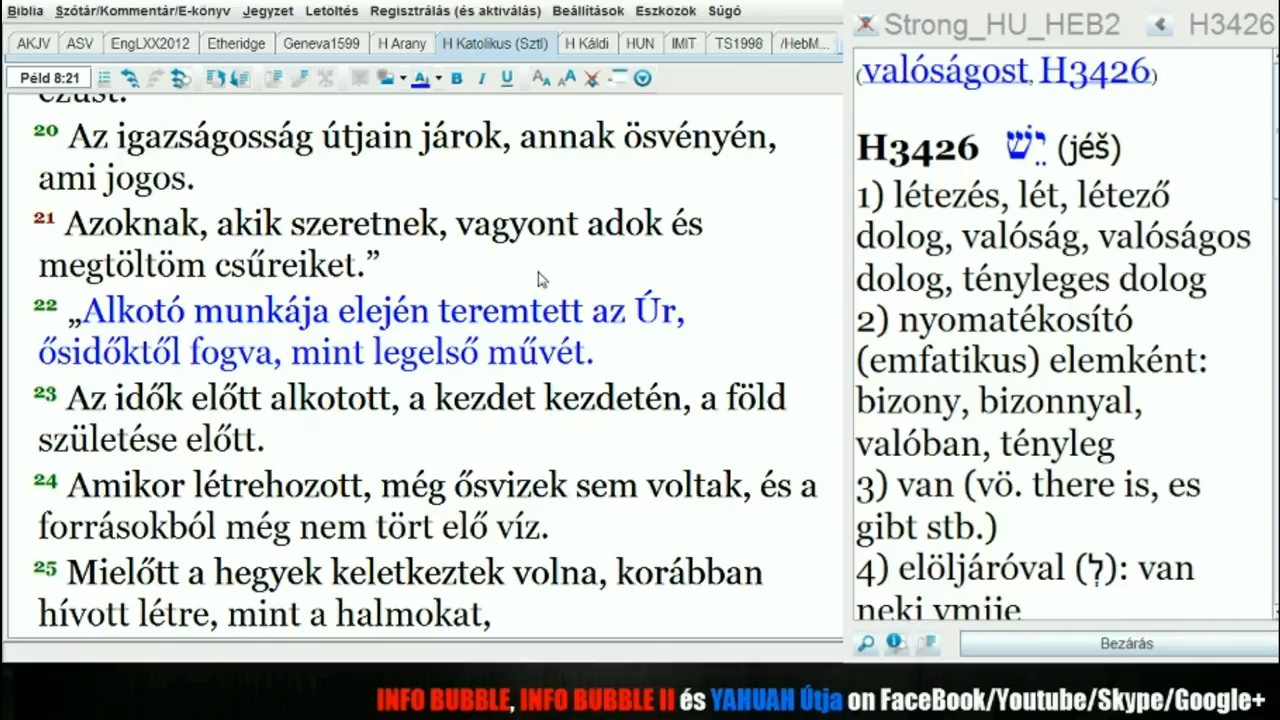 Biblia Szótár/Kommentár/E-könyv Jegyzet Letöltés Regisztrálás (és aktiválás) Beállítások Eszközök Súgó
AKJV ASV EngLXX2012 Etheridge Geneva1599 H Arany H Katolikus (Sztl) H Káldi HUN IMIT TS1998 /HebM...
Péld 8:21
ezüst.
20 Az igazságosság útjain járok, annak ösvényén,
ami jogos.
21 Azoknak, akik szeretnek, vagyont adok és
megtöltöm csűreiket.”
22 „Alkotó munkája elején teremtett az Úr,
ősidőktől fogva, mint legelső művét.
23 Az idők előtt alkotott, a kezdet kezdetén, a föld
születése előtt.
24 Amikor létrehozott, még ősvizek sem voltak, és a
forrásokból még nem tört elő víz.
25 Mielőtt a hegyek keletkeztek volna, korábban
hívott létre, mint a halmokat,
Strong_HU_HEB2 H3426
(valóságost, H3426)
H3426 יֵשׁ (jéš)
1) létezés, lét, létező
dolog, valóság, valóságos
dolog, tényleges dolog
2) nyomatékosító
(emfatikus) elemként:
bizony, bizonnyal,
valóban, tényleg
3) van (vö. there is, es
gibt stb.)
4) elöljáróval (לְ): van
neki vmije
Bezárás
INFO BUBBLE, INFO BUBBLE II és YAHUAH Útja on FaceBook/Youtube/Skype/Google+